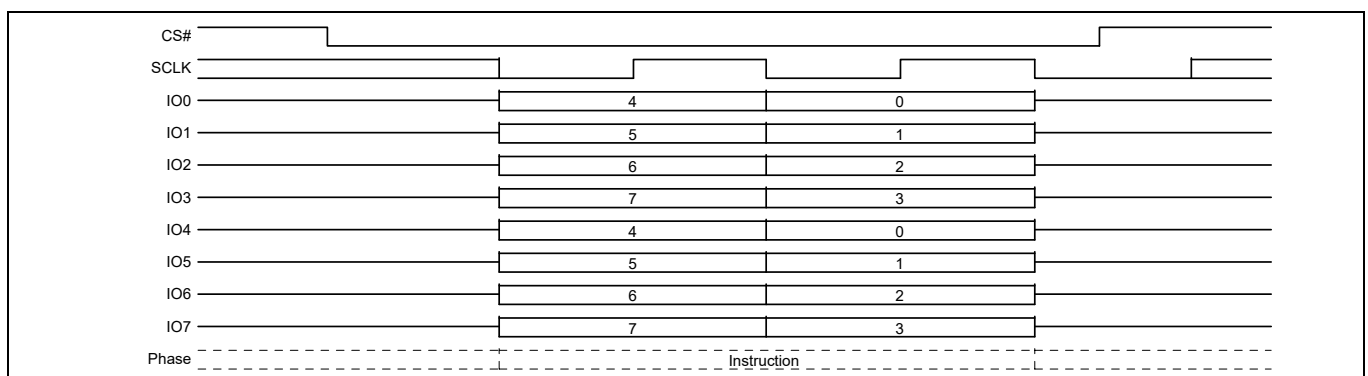 CS#
SCLK
IO0 4 0
IO1 5 1
IO2 6 2
IO3 7 3
IO4 4 0
IO5 5 1
IO6 6 2
IO7 7 3
Phase Instruction